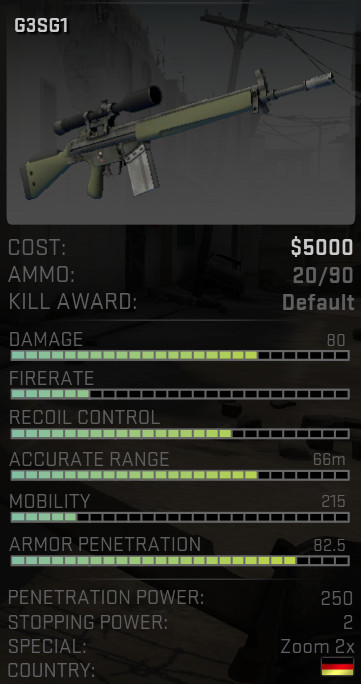 G3SG1
COST: $5000
AMMO: 20/90
KILL AWARD: Default
DAMAGE 80
FIRERATE
RECOIL CONTROL
ACCURATE RANGE 66m
MOBILITY 215
ARMOR PENETRATION 82.5
PENETRATION POWER: 250
STOPPING POWER: 2
SPECIAL: Zoom 2x
COUNTRY: